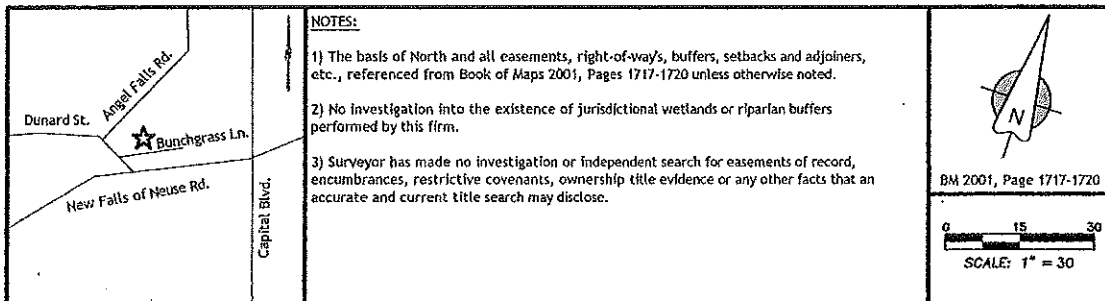 Angel Falls Rd.
Dunard St.
Bunchgrass Ln.
New Falls of Neuse Rd.
Capital Blvd.
NOTES:
1) The basis of North and all easements, right-of-way's, buffers, setbacks and adjoiners,
etc., referenced from Book of Maps 2001, Pages 1717-1720 unless otherwise noted.
2) No investigation into the existence of jurisdictional wetlands or riparian buffers
performed by this firm.
3) Surveyor has made no investigation or independent search for easements of record,
encumbrances, restrictive covenants, ownership title evidence or any other facts that an
accurate and current title search may disclose.
N
BM 2001, Page 1717-1720
0 15 30
SCALE: 1" = 30